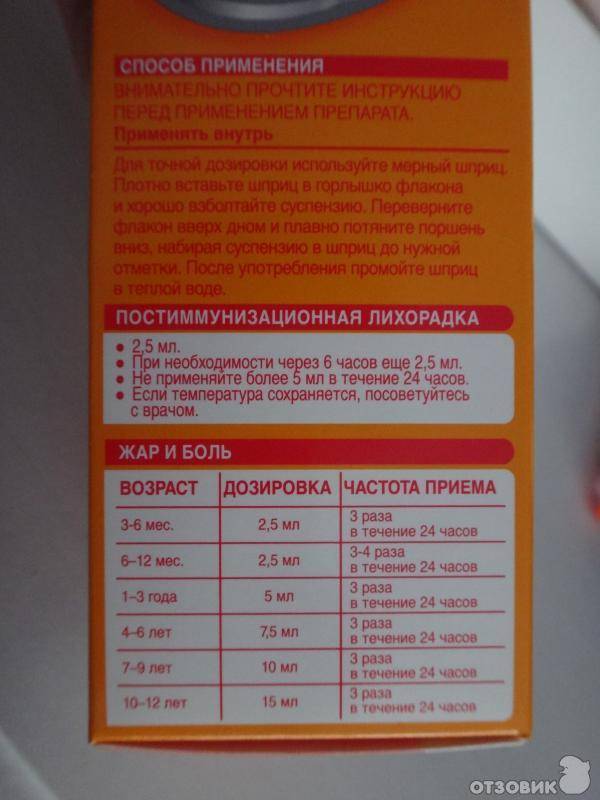 СПОСОБ ПРИМЕНЕНИЯ
ВНИМАТЕЛЬНО ПРОЧТИТЕ ИНСТРУКЦИЮ
ПЕРЕД ПРИМЕНЕНИЕМ ПРЕПАРАТА.
Применять внутрь
Для точной дозировки используйте мерный шприц.
Плотно вставьте шприц в горлышко флакона
и хорошо взболтайте суспензию. Переверните
флакон вверх дном и плавно потяните поршень
вниз, набирая суспензию в шприц до нужной
отметки. После употребления промойте шприц
в теплой воде.
ПОСТИММУНИЗАЦИОННАЯ ЛИХОРАДКА
• 2,5 мл.
• При необходимости через 6 часов еще 2,5 мл.
• Не применяйте более 5 мл в течение 24 часов.
• Если температура сохраняется, посоветуйтесь
с врачом.
ЖАР И БОЛЬ
ВОЗРАСТ ДОЗИРОВКА ЧАСТОТА ПРИЕМА
3-6 мес. 2,5 мл 3 раза
в течение 24 часов
6–12 мес. 2,5 мл 3-4 раза
в течение 24 часов
1–3 года 5 мл 3 раза
в течение 24 часов
4–6 лет 7,5 мл 3 раза
в течение 24 часов
7–9 лет 10 мл 3 раза
в течение 24 часов
10–12 лет 15 мл 3 раза
в течение 24 часов
ОТЗОВИК